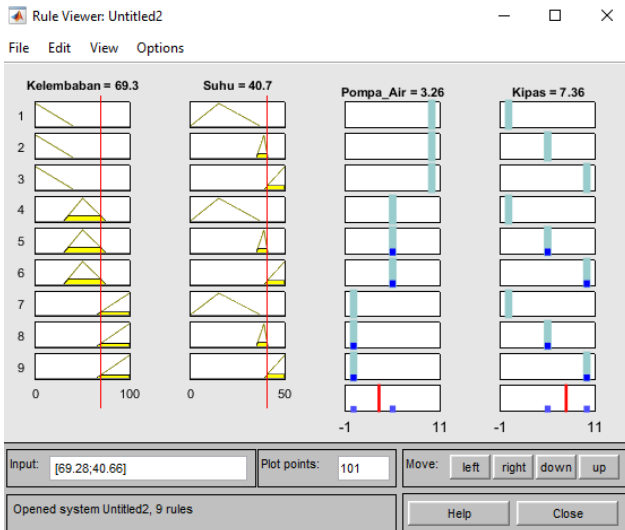 Rule Viewer: Untitled2
File Edit View Options
Kelembaban = 69.3 Suhu = 40.7 Pompa_Air = 3.26 Kipas = 7.36
1
2
3
4
5
6
7
8
9
0 100 0 50
-1 11 -1 11
Input: [69.28;40.66] Plot points: 101 Move: left right down up
Opened system Untitled2, 9 rules Help Close